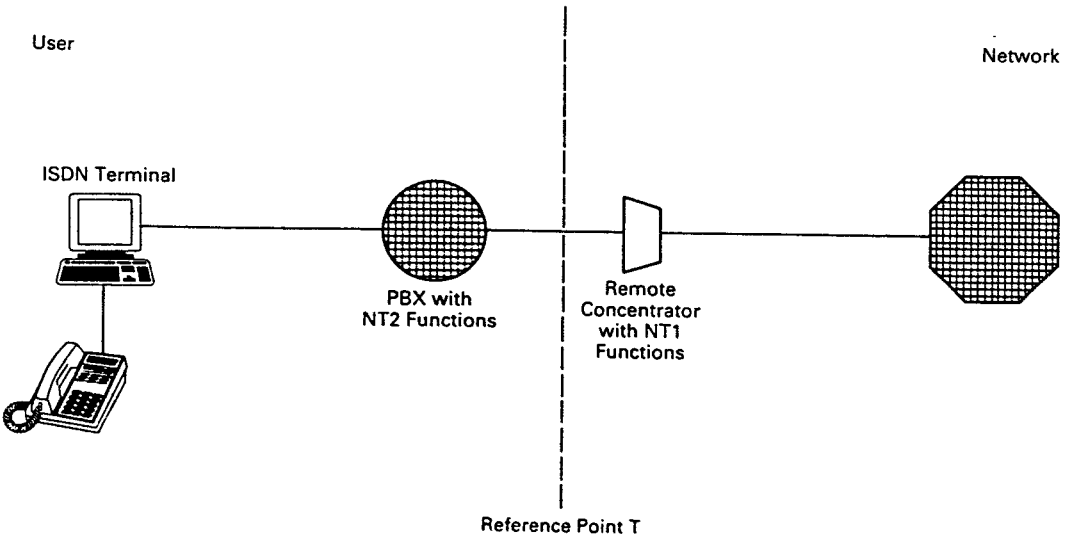 User
Network
ISDN Terminal
PBX with
NT2 Functions
Remote
Concentrator
with NT1
Functions
Reference Point T